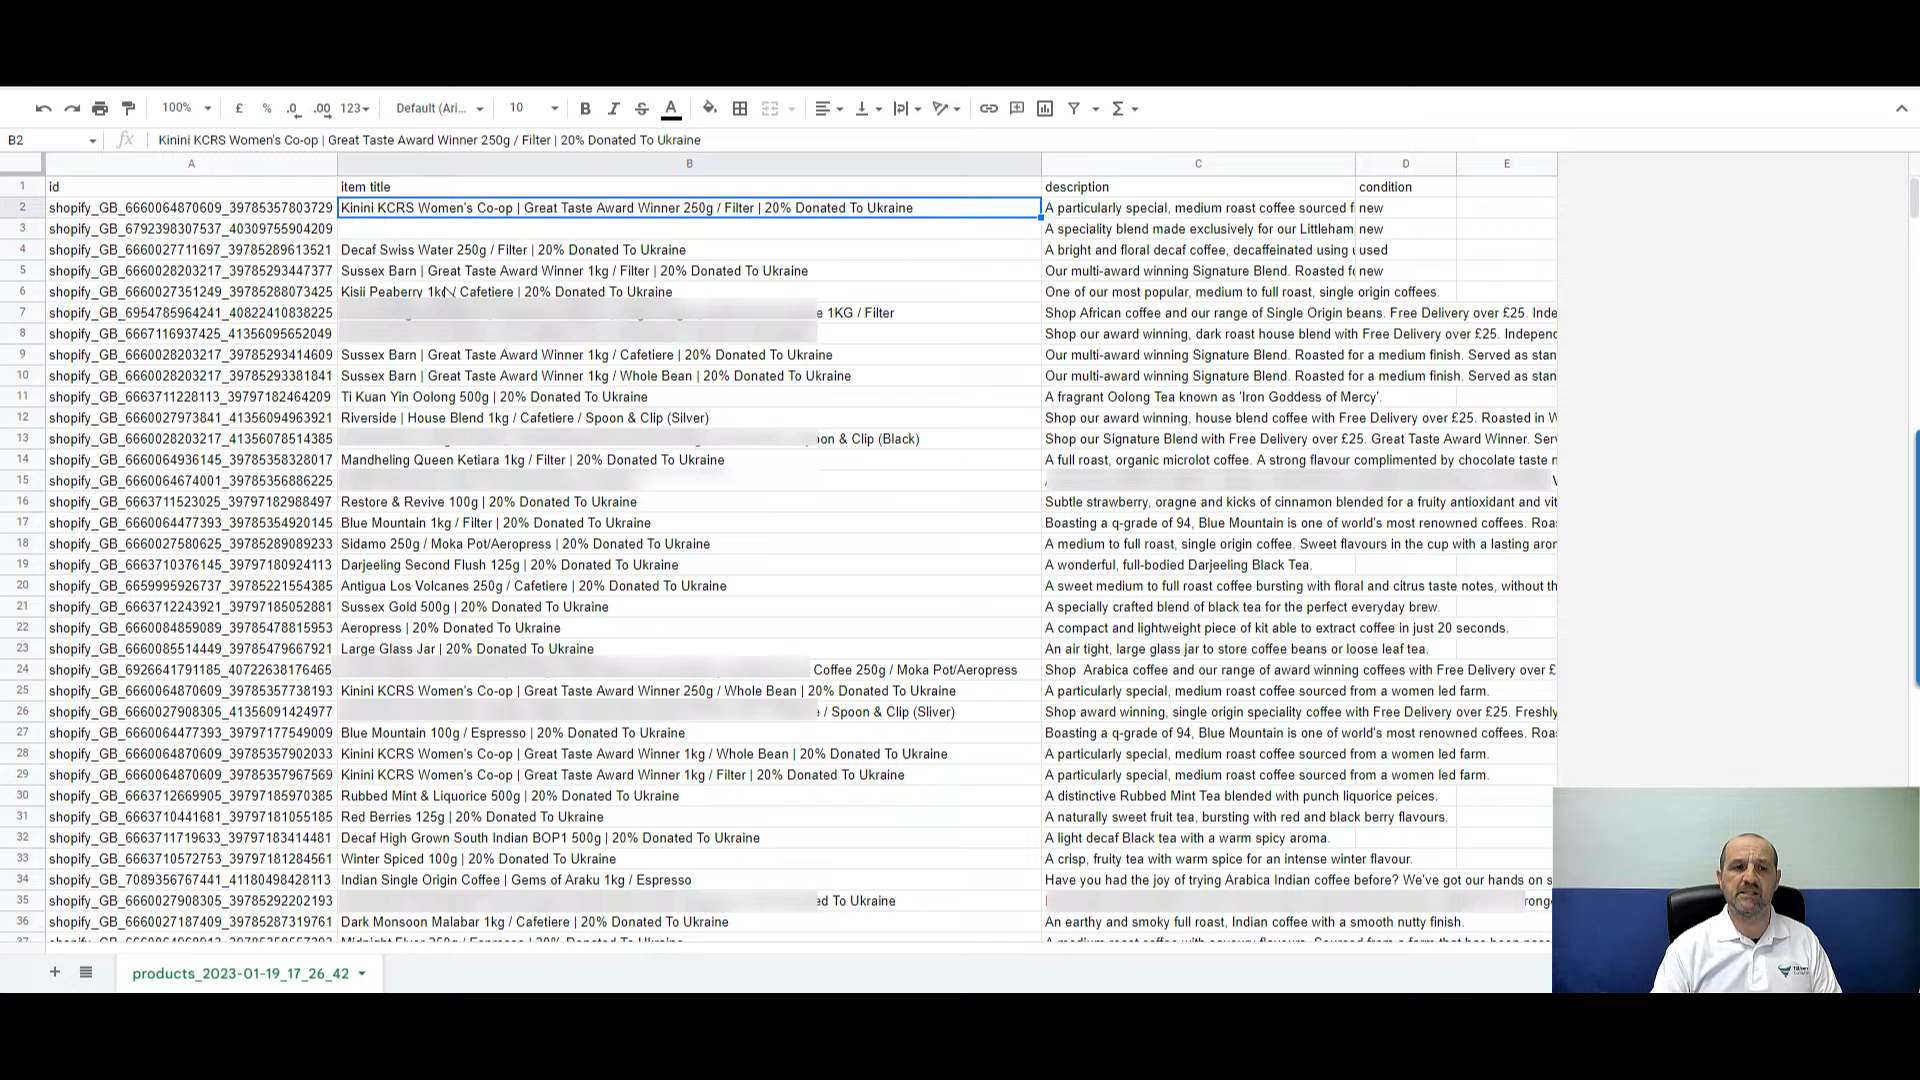 100% £ % .0 .00 123 Default (Ari... 10 B I S A
B2 fx Kinini KCRS Women's Co-op | Great Taste Award Winner 250g / Filter | 20% Donated To Ukraine
A B C D E
1 id item title description condition
2 shopify_GB_6660064870609_39785357803729 Kinini KCRS Women's Co-op | Great Taste Award Winner 250g / Filter | 20% Donated To Ukraine A particularly special, medium roast coffee sourced f new
3 shopify_GB_6792398307537_40309755904209 A speciality blend made exclusively for our Littleham new
4 shopify_GB_6660027711697_39785289613521 Decaf Swiss Water 250g / Filter | 20% Donated To Ukraine A bright and floral decaf coffee, decaffeinated using used
5 shopify_GB_6660028203217_39785293447377 Sussex Barn | Great Taste Award Winner 1kg / Filter | 20% Donated To Ukraine Our multi-award winning Signature Blend. Roasted fo new
6 shopify_GB_6660027351249_39785288073425 Kisii Peaberry 1kg / Cafetiere | 20% Donated To Ukraine One of our most popular, medium to full roast, single origin coffees.
7 shopify_GB_6954785964241_40822410838225 e 1KG / Filter Shop African coffee and our range of Single Origin beans. Free Delivery over £25. Inde
8 shopify_GB_6667116937425_41356095652049 Shop our award winning, dark roast house blend with Free Delivery over £25. Independ
9 shopify_GB_6660028203217_39785293414609 Sussex Barn | Great Taste Award Winner 1kg / Cafetiere | 20% Donated To Ukraine Our multi-award winning Signature Blend. Roasted for a medium finish. Served as stan
10 shopify_GB_6660028203217_39785293381841 Sussex Barn | Great Taste Award Winner 1kg / Whole Bean | 20% Donated To Ukraine Our multi-award winning Signature Blend. Roasted for a medium finish. Served as stan
11 shopify_GB_6663711228113_39797182464209 Ti Kuan Yin Oolong 500g | 20% Donated To Ukraine A fragrant Oolong Tea known as 'Iron Goddess of Mercy'.
12 shopify_GB_6660027973841_41356094963921 Riverside | House Blend 1kg / Cafetiere / Spoon & Clip (Silver) Shop our award winning, house blend coffee with Free Delivery over £25. Roasted in W
13 shopify_GB_6660028203217_41356078514385 oon & Clip (Black) Shop our Signature Blend with Free Delivery over £25. Great Taste Award Winner. Ser
14 shopify_GB_6660064936145_39785358328017 Mandheling Queen Ketiara 1kg / Filter | 20% Donated To Ukraine A full roast, organic microlot coffee. A strong flavour complimented by chocolate taste n
15 shopify_GB_6660064674001_39785356886225
16 shopify_GB_6663711523025_39797182988497 Restore & Revive 100g | 20% Donated To Ukraine Subtle strawberry, oragne and kicks of cinnamon blended for a fruity antioxidant and vit
17 shopify_GB_6660064477393_39785354920145 Blue Mountain 1kg / Filter | 20% Donated To Ukraine Boasting a q-grade of 94, Blue Mountain is one of world's most renowned coffees. Roa
18 shopify_GB_6660027580625_39785289089233 Sidamo 250g / Moka Pot/Aeropress | 20% Donated To Ukraine A medium to full roast, single origin coffee. Sweet flavours in the cup with a lasting aror
19 shopify_GB_6663710376145_39797180924113 Darjeeling Second Flush 125g | 20% Donated To Ukraine A wonderful, full-bodied Darjeeling Black Tea.
20 shopify_GB_6659995926737_39785221554385 Antigua Los Volcanes 250g / Cafetiere | 20% Donated To Ukraine A sweet medium to full roast coffee bursting with floral and citrus taste notes, without th
21 shopify_GB_6663712243921_39797185052881 Sussex Gold 500g | 20% Donated To Ukraine A specially crafted blend of black tea for the perfect everyday brew.
22 shopify_GB_6660084859089_39785478815953 Aeropress | 20% Donated To Ukraine A compact and lightweight piece of kit able to extract coffee in just 20 seconds.
23 shopify_GB_6660085514449_39785479667921 Large Glass Jar | 20% Donated To Ukraine An air tight, large glass jar to store coffee beans or loose leaf tea.
24 shopify_GB_6926641791185_40722638176465 Coffee 250g / Moka Pot/Aeropress Shop Arabica coffee and our range of award winning coffees with Free Delivery over £
25 shopify_GB_6660064870609_39785357738193 Kinini KCRS Women's Co-op | Great Taste Award Winner 250g / Whole Bean | 20% Donated To Ukraine A particularly special, medium roast coffee sourced from a women led farm.
26 shopify_GB_6660027908305_41356091424977 / Spoon & Clip (Sliver) Shop award winning, single origin speciality coffee with Free Delivery over £25. Freshly
27 shopify_GB_6660064477393_39797177549009 Blue Mountain 100g / Espresso | 20% Donated To Ukraine Boasting a q-grade of 94, Blue Mountain is one of world's most renowned coffees. Roa
28 shopify_GB_6660064870609_39785357902033 Kinini KCRS Women's Co-op | Great Taste Award Winner 1kg / Whole Bean | 20% Donated To Ukraine A particularly special, medium roast coffee sourced from a women led farm.
29 shopify_GB_6660064870609_39785357967569 Kinini KCRS Women's Co-op | Great Taste Award Winner 1kg / Filter | 20% Donated To Ukraine A particularly special, medium roast coffee sourced from a women led farm.
30 shopify_GB_6663712669905_39797185970385 Rubbed Mint & Liquorice 500g | 20% Donated To Ukraine A distinctive Rubbed Mint Tea blended with punch liquorice peices.
31 shopify_GB_6663710441681_39797181055185 Red Berries 125g | 20% Donated To Ukraine A naturally sweet fruit tea, bursting with red and black berry flavours.
32 shopify_GB_6663711719633_39797183414481 Decaf High Grown South Indian BOP1 500g | 20% Donated To Ukraine A light decaf Black tea with a warm spicy aroma.
33 shopify_GB_6663710572753_39797181284561 Winter Spiced 100g | 20% Donated To Ukraine A crisp, fruity tea with warm spice for an intense winter flavour.
34 shopify_GB_7089356767441_41180498428113 Indian Single Origin Coffee | Gems of Araku 1kg / Espresso Have you had the joy of trying Arabica Indian coffee before? We've got our hands on s
35 shopify_GB_6660027908305_39785292202193 ed To Ukraine ronge
36 shopify_GB_6660027187409_39785287319761 Dark Monsoon Malabar 1kg / Cafetiere | 20% Donated To Ukraine An earthy and smoky full roast, Indian coffee with a smooth nutty finish.
products_2023-01-19_17_26_42